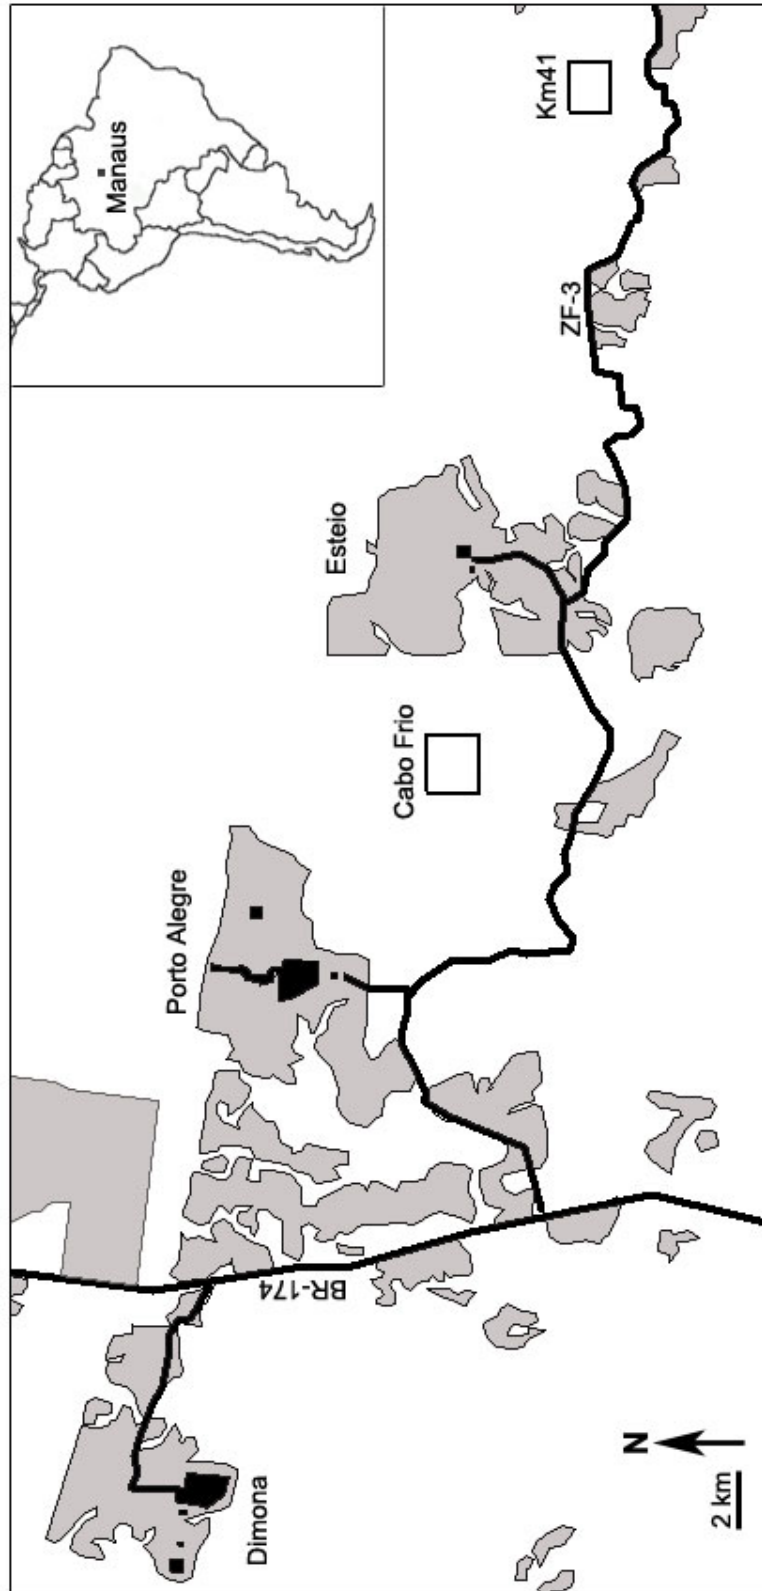 Manaus
Km41
ZF-3
Esteio
Cabo Frio
Porto Alegre
BR-174
Dimona
N
2 km